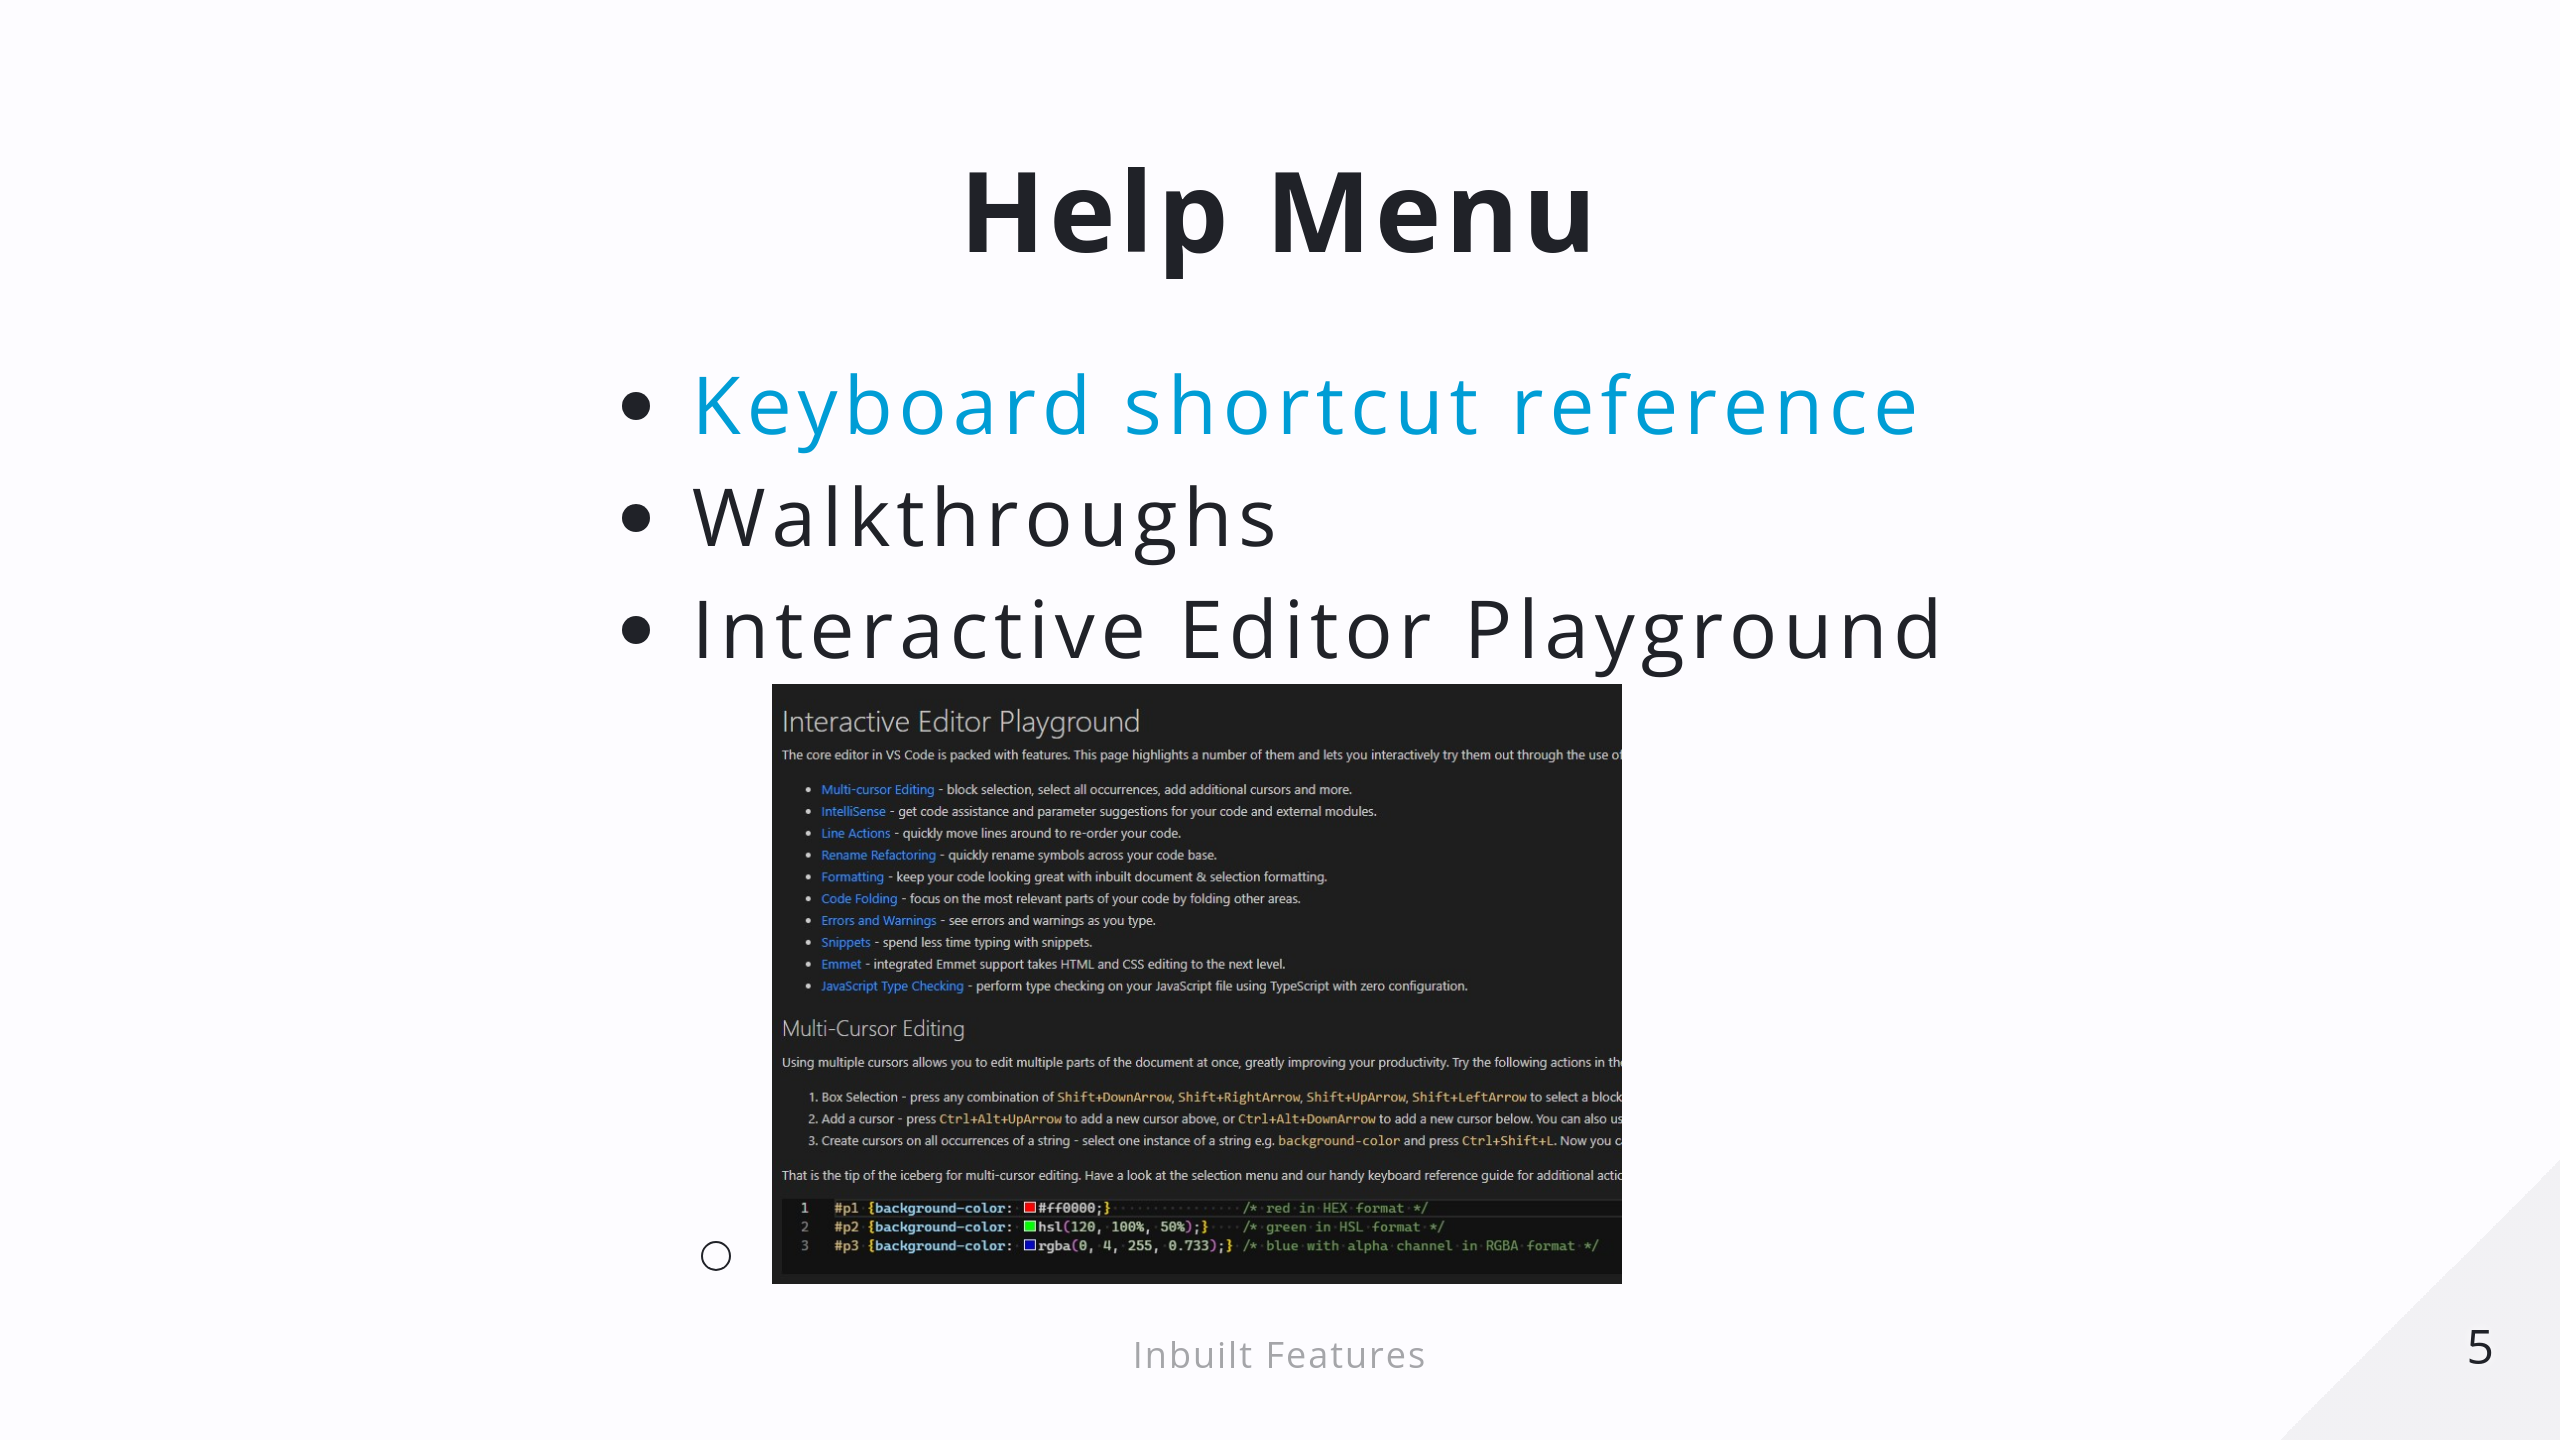 Help Menu
Keyboard shortcut reference
Walkthroughs
Interactive Editor Playground
Interactive Editor Playground
The core editor in VS Code is packed with features. This page highlights a number of them and lets you interactively try them out through the use of
Multi-cursor Editing - block selection, select all occurrences, add additional cursors and more.
IntelliSense - get code assistance and parameter suggestions for your code and external modules.
Line Actions - quickly move lines around to re-order your code.
Rename Refactoring - quickly rename symbols across your code base.
Formatting - keep your code looking great with inbuilt document & selection formatting.
Code Folding - focus on the most relevant parts of your code by folding other areas.
Errors and Warnings - see errors and warnings as you type.
Snippets - spend less time typing with snippets.
Emmet - integrated Emmet support takes HTML and CSS editing to the next level.
JavaScript Type Checking - perform type checking on your JavaScript file using TypeScript with zero configuration.
Multi-Cursor Editing
Using multiple cursors allows you to edit multiple parts of the document at once, greatly improving your productivity. Try the following actions in
1. Box Selection - press any combination of Shift+DownArrow, Shift+RightArrow, Shift+UpArrow, Shift+LeftArrow to select a block
2. Add a cursor - press Ctrl+Alt+UpArrow to add a new cursor above, or Ctrl+Alt+DownArrow to add a new cursor below. You can also
3. Create cursors on all occurrences of a string - select one instance of a string e.g. background-color and press Ctrl+Shift+L. Now you
That is the tip of the iceberg for multi-cursor editing. Have a look at the selection menu and our handy keyboard reference guide for additional
1 #p1 {background-color: #ff0000;} /* red in HEX format */
2 #p2 {background-color: hsl(120, 100%, 50%);} /* green in HSL format */
3 #p3 {background-color: rgba(0, 4, 255, 0.733);} /* blue with alpha channel in RGBA format */
Inbuilt Features
5